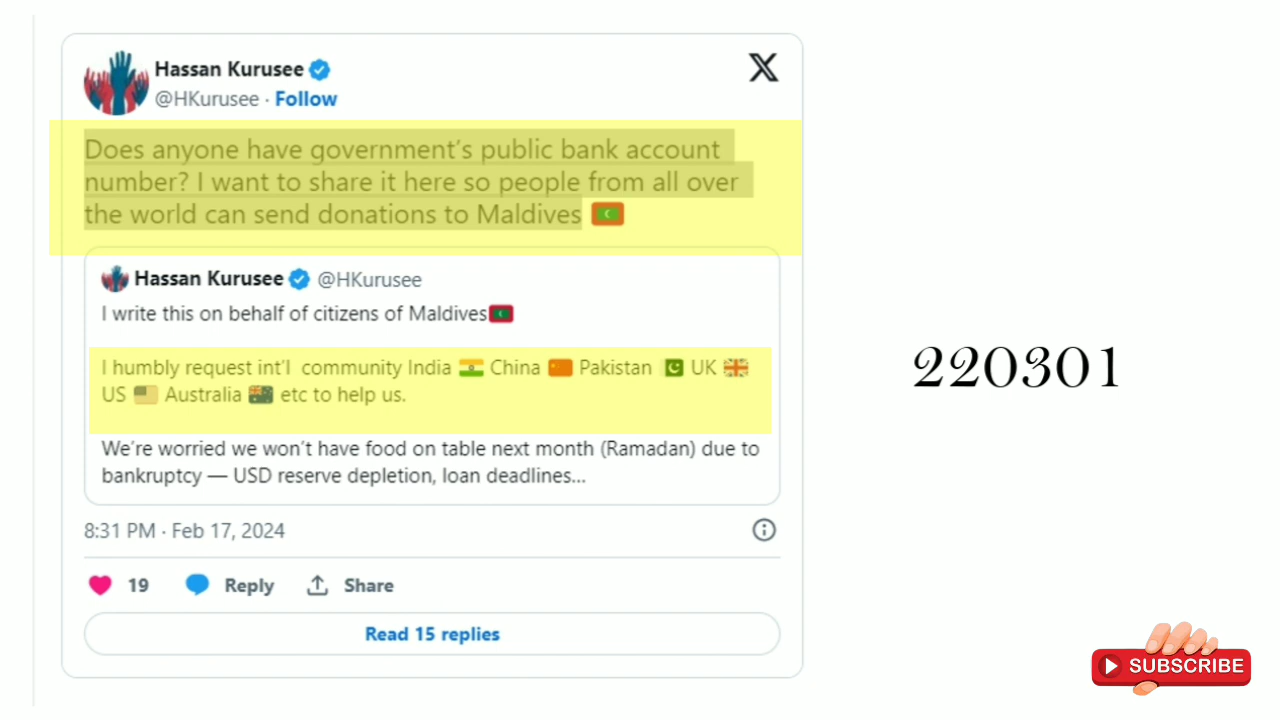 Hassan Kurusee
@HKurusee · Follow
Does anyone have government's public bank account
number? I want to share it here so people from all over
the world can send donations to Maldives 🇲🇻
Hassan Kurusee @HKurusee
I write this on behalf of citizens of Maldives🇲🇻
I humbly request int'l community India 🇮🇳 China 🇨🇳 Pakistan 🇵🇰 UK 🇬🇧
US 🇺🇸 Australia 🇦🇺 etc to help us.
We're worried we won't have food on table next month (Ramadan) due to
bankruptcy — USD reserve depletion, loan deadlines...
8:31 PM · Feb 17, 2024
19 Reply Share
Read 15 replies
220301
SUBSCRIBE